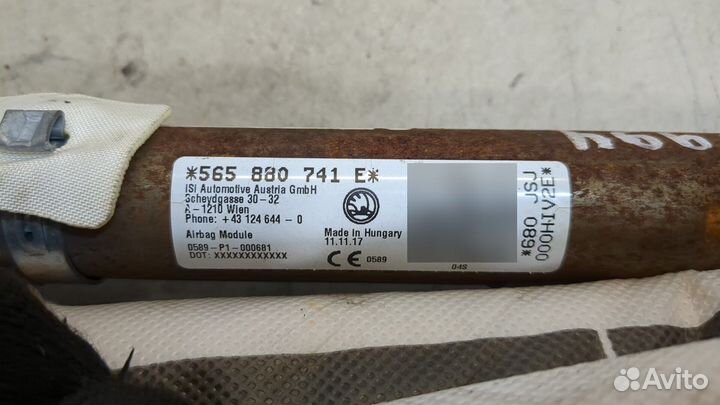 *565 880 741 E*
iSi Automotive Austria GmbH
Scheydgasse 30-32
A-1210 Wien
Phone: +43 124 644-0
Airbag Module
0589-P1-000681
DOT: XXXXXXXXXXXX
Made in Hungary
11.11.17
CE 0589
04S
*680 JSJ
000HIV2E*
Avito